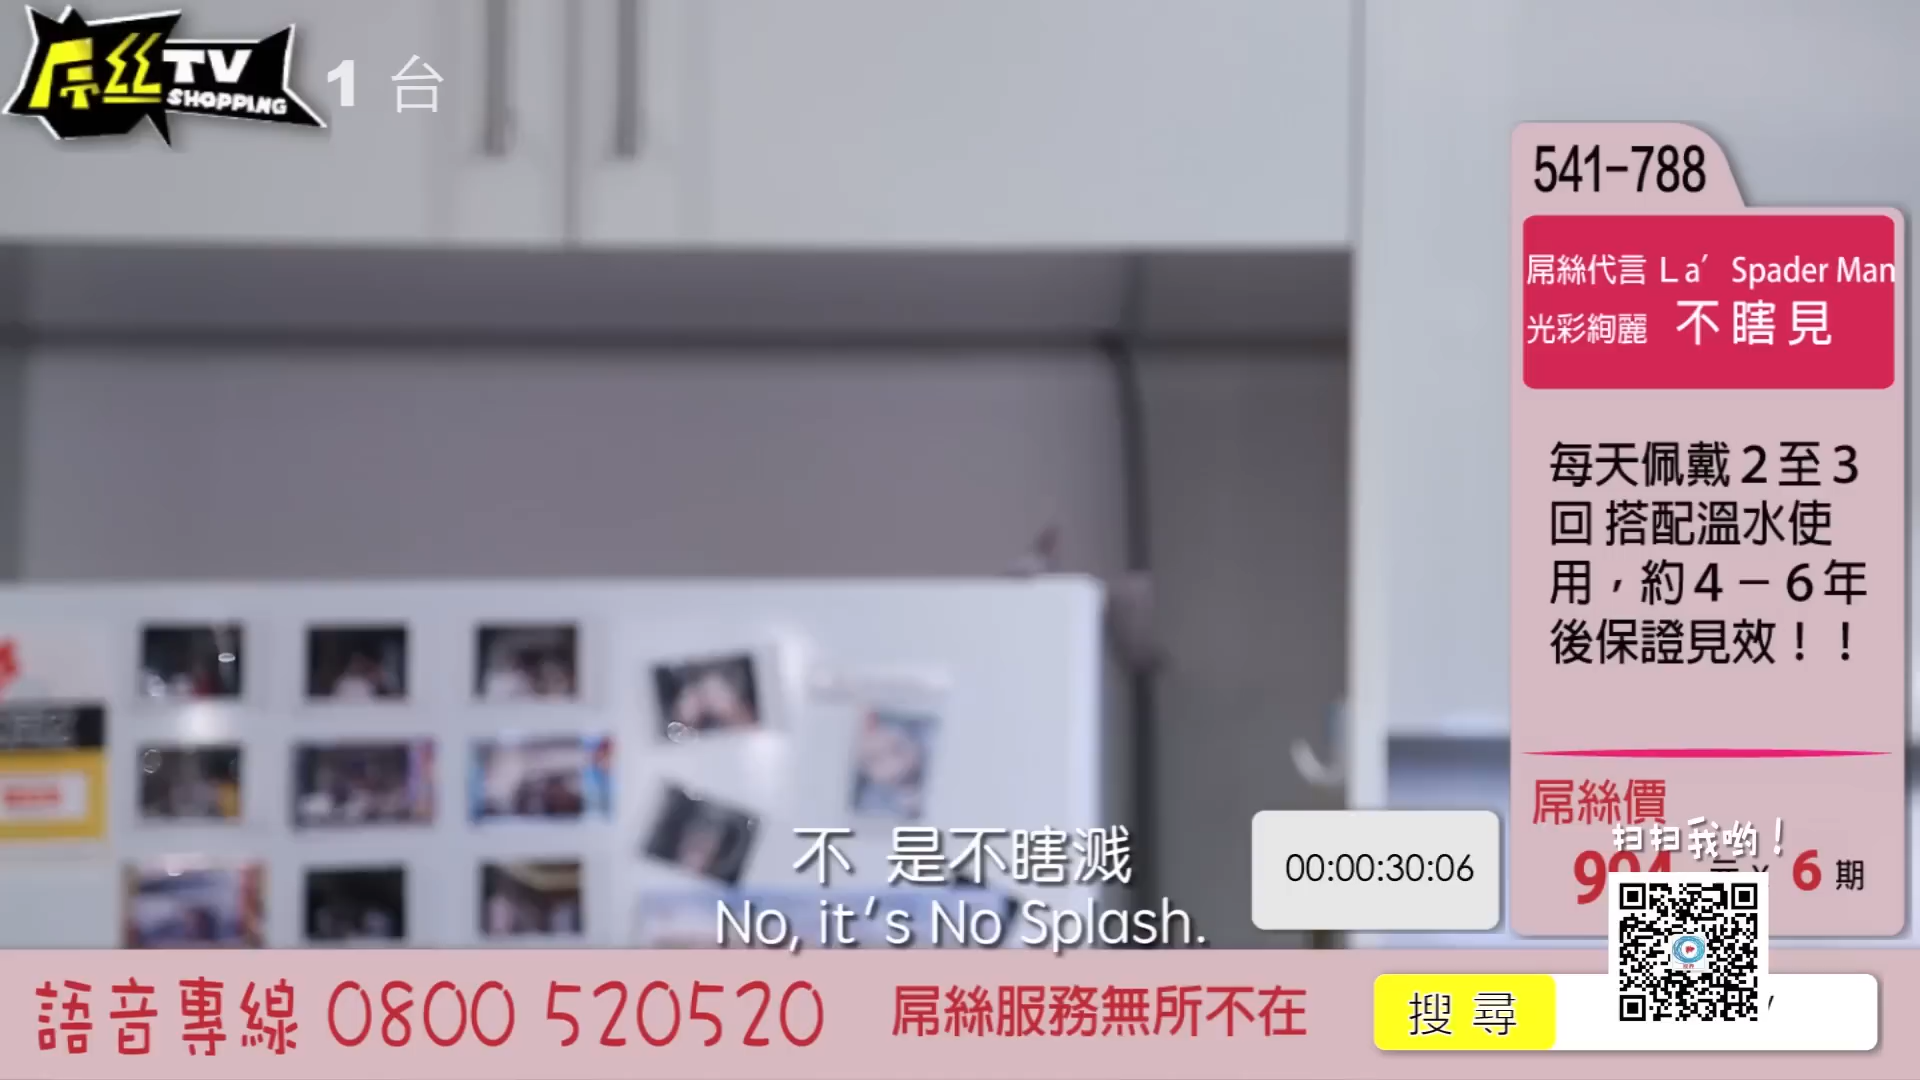 屌丝TV
SHOPPING
1 台
541-788
屌絲代言 La' Spader Man
光彩絢麗 不瞎見
每天佩戴2至3
回 搭配溫水使
用，約4－6年
後保證見效！！
屌絲價
扫扫我哟！
6 期
00:00:30:06
不 是不瞎溅
No, it's No Splash.
語音專線 0800 520520
屌絲服務無所不在
搜尋